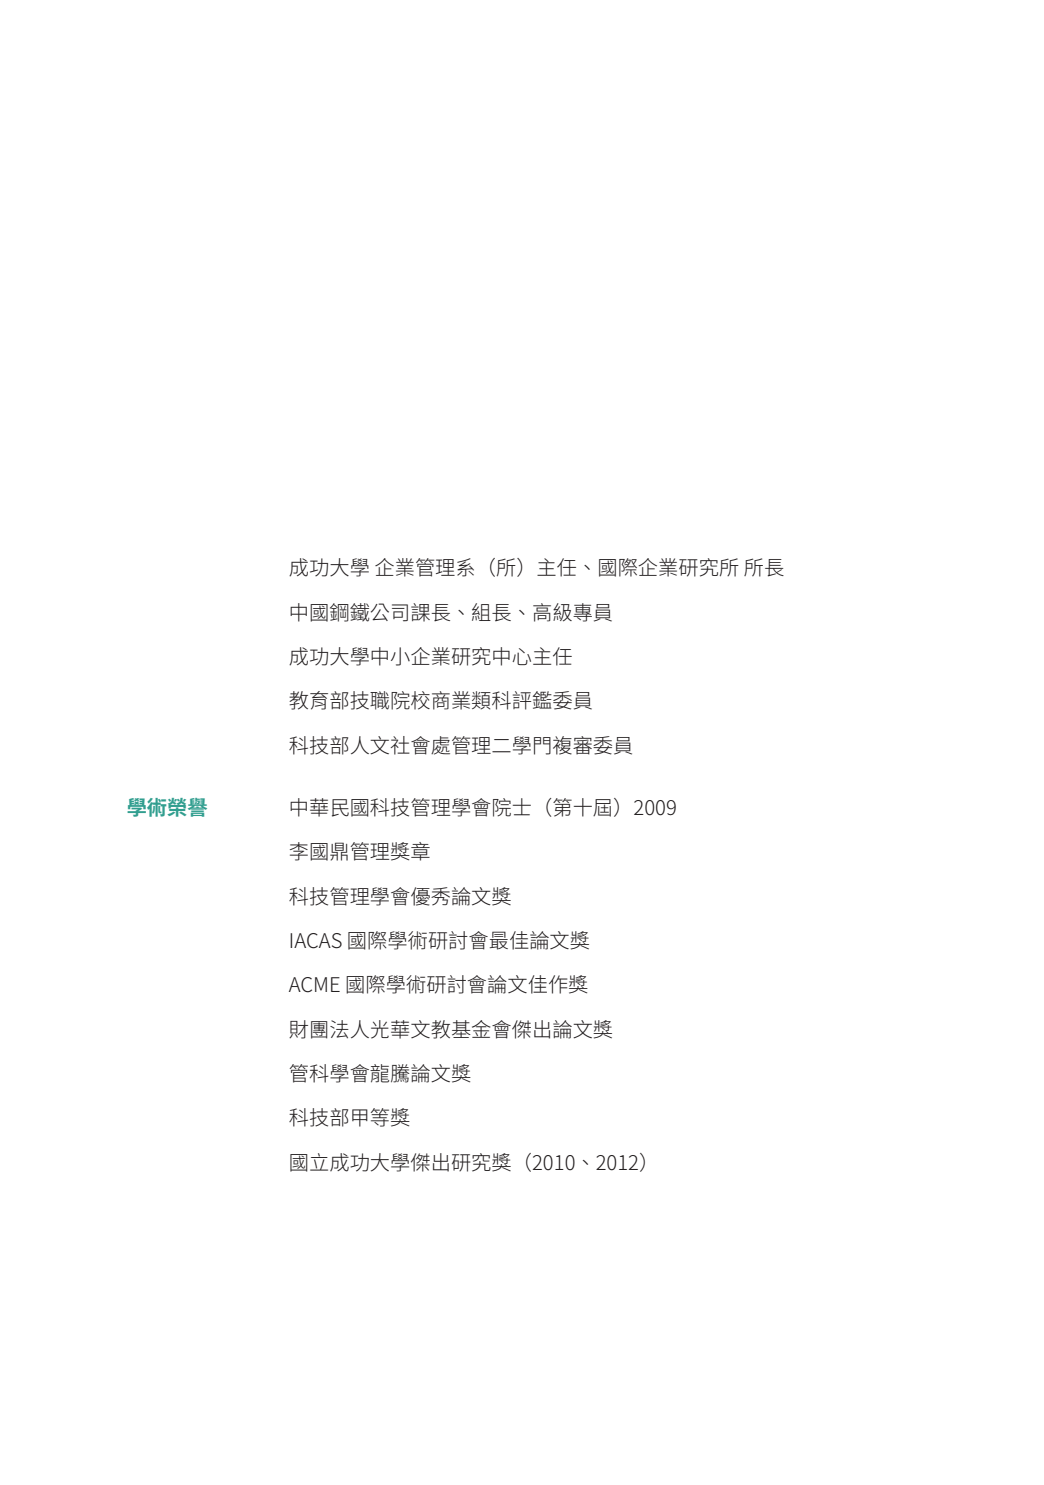 成功大學 企業管理系（所）主任、國際企業研究所 所長
中國鋼鐵公司課長、組長、高級專員
成功大學中小企業研究中心主任
教育部技職院校商業類科評鑑委員
科技部人文社會處管理二學門複審委員
學術榮譽 中華民國科技管理學會院士（第十屆）2009
李國鼎管理獎章
科技管理學會優秀論文獎
IACAS 國際學術研討會最佳論文獎
ACME 國際學術研討會論文佳作獎
財團法人光華文教基金會傑出論文獎
管科學會龍騰論文獎
科技部甲等獎
國立成功大學傑出研究獎（2010、2012）